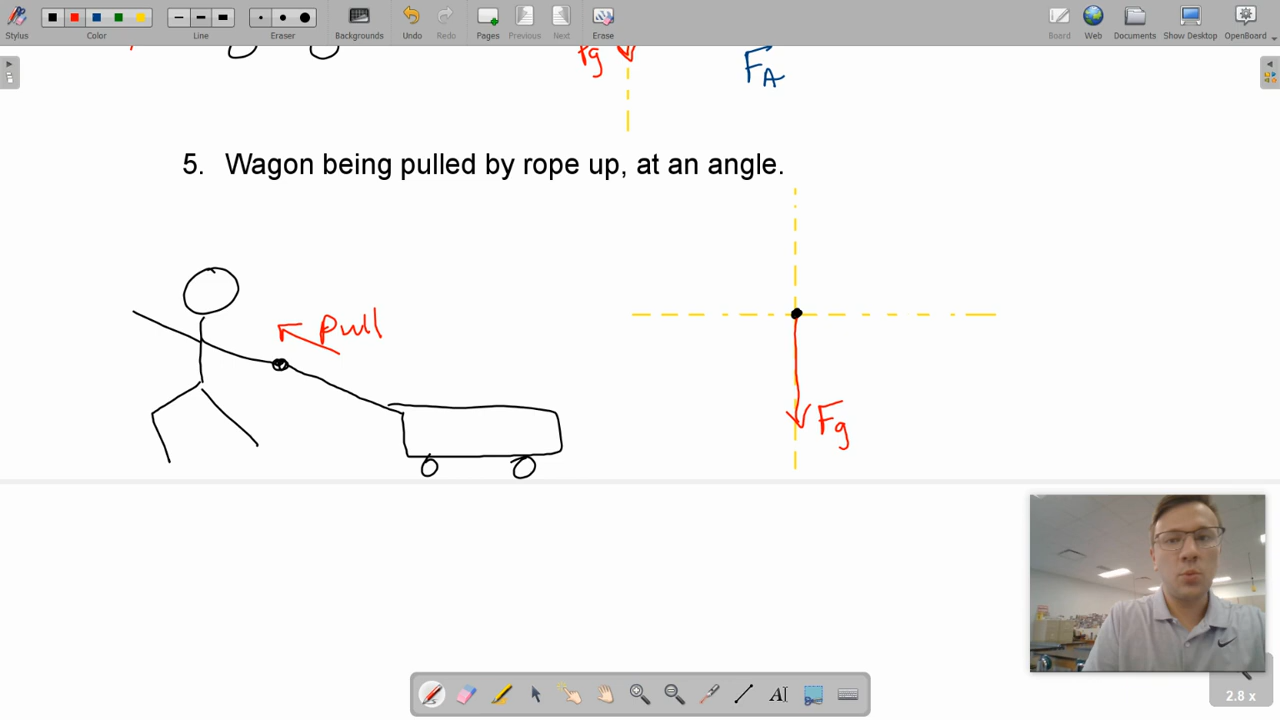 Stylus Color Line Eraser Backgrounds Undo Redo Pages Previous Next Erase Board Web Documents Show Desktop OpenBoard
Fg
FA
5. Wagon being pulled by rope up, at an angle.
Pull
Fg
2.8 x